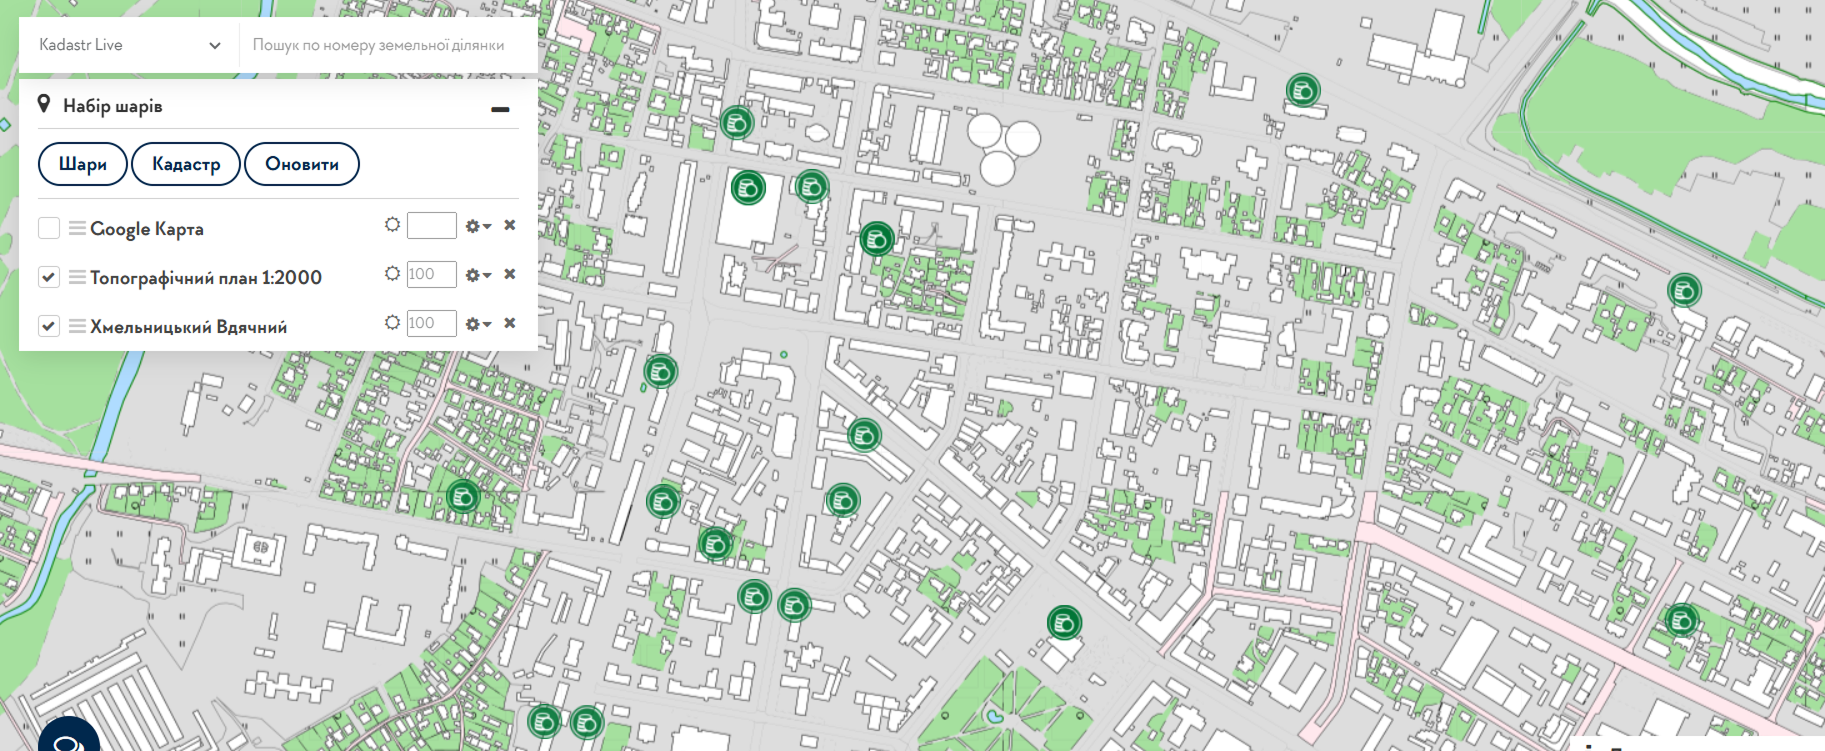 Kadastr Live
Пошук по номеру земельної ділянки
Набір шарів
Шари
Кадастр
Оновити
Google Карта
Топографічний план 1:2000
100
Хмельницький Вдячний
100